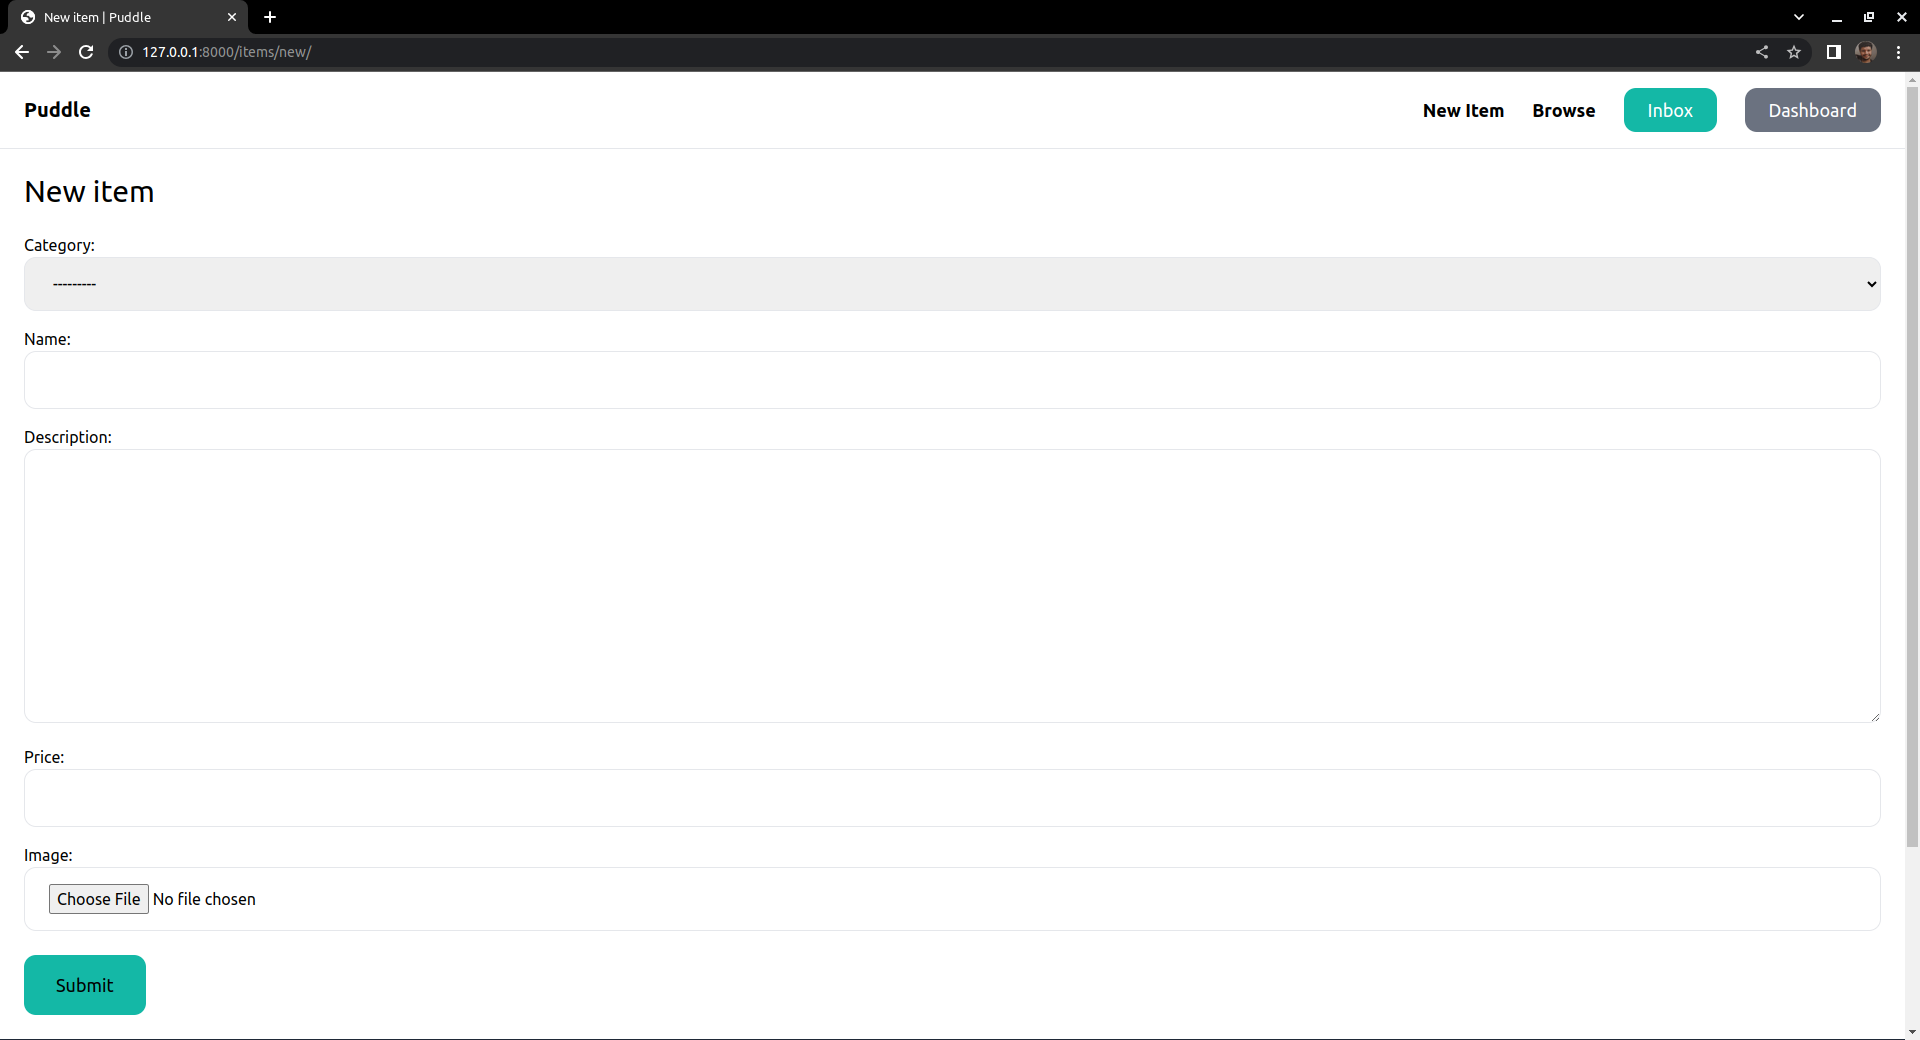 New item | Puddle
127.0.0.1:8000/items/new/
Puddle
New Item Browse Inbox Dashboard
New item
Category:
---------
Name:
Description:
Price:
Image:
Choose File No file chosen
Submit